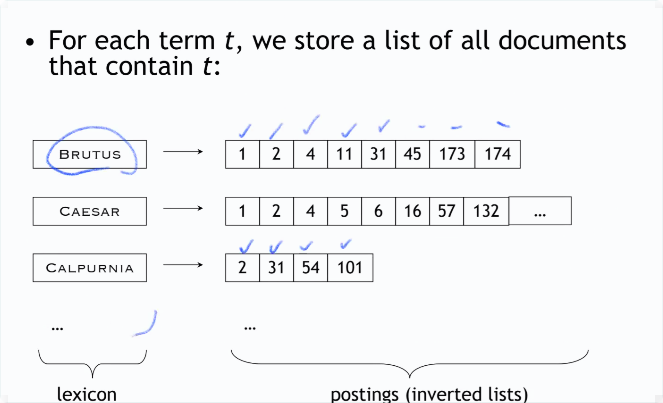 • For each term t, we store a list of all documents
that contain t:
BRUTUS → 1 2 4 11 31 45 173 174
CAESAR → 1 2 4 5 6 16 57 132 ...
CALPURNIA → 2 31 54 101
... ...
lexicon postings (inverted lists)